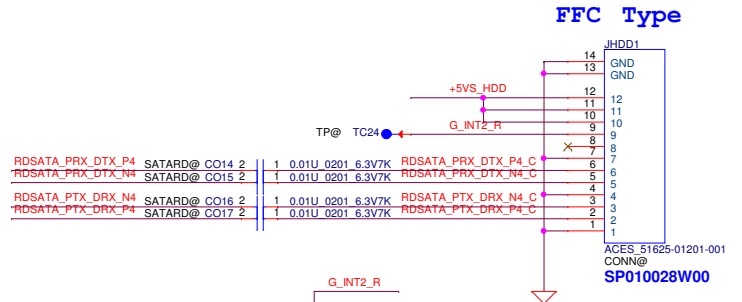 FFC Type
JHDD1
14 GND
13 GND
+5VS_HDD 12 12
11 11
10 10
TP@ TC24 G_INT2_R 9 9
8 8
7 7
RDSATA_PRX_DTX_P4 SATARD@ CO14 2 1 0.01U_0201_6.3V7K RDSATA_PRX_DTX_P4_C 6 6
RDSATA_PRX_DTX_N4 SATARD@ CO15 2 1 0.01U_0201_6.3V7K RDSATA_PRX_DTX_N4_C 5 5
4 4
RDSATA_PTX_DRX_N4 SATARD@ CO16 2 1 0.01U_0201_6.3V7K RDSATA_PTX_DRX_N4_C 3 3
RDSATA_PTX_DRX_P4 SATARD@ CO17 2 1 0.01U_0201_6.3V7K RDSATA_PTX_DRX_P4_C 2 2
1 1
ACES_51625-01201-001
CONN@
SP010028W00
G_INT2_R